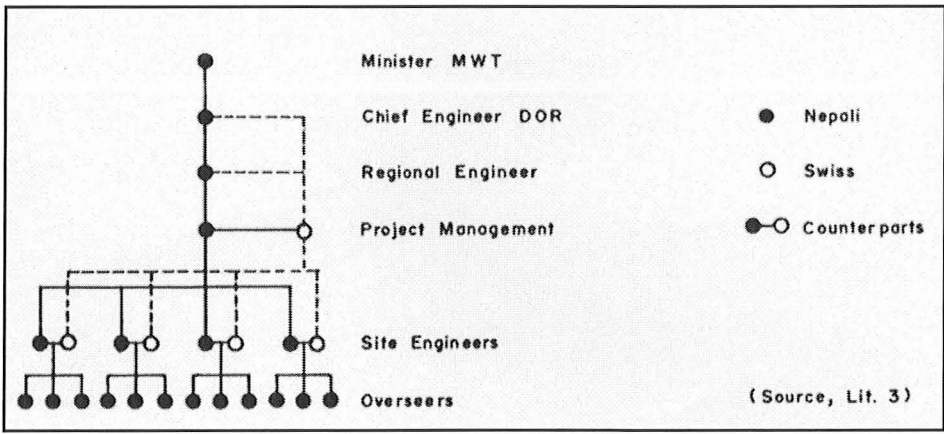 Minister MWT
Chief Engineer DOR
Nepali
Regional Engineer
Swiss
Project Management
Counterparts
Site Engineers
Overseers
(Source, Lit. 3)